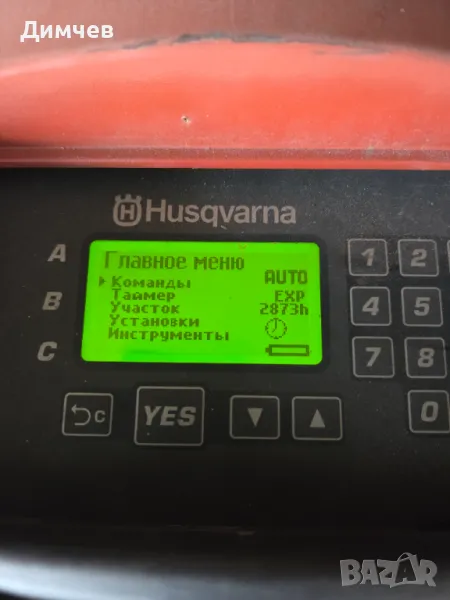 Димчев
Husqvarna
A
B
C
Главное меню
Команды
AUTO
Таймер
EXP
Участок
2873h
Установки
Инструменты
1 2
4 5
7 8
0
C
YES
BAZAR